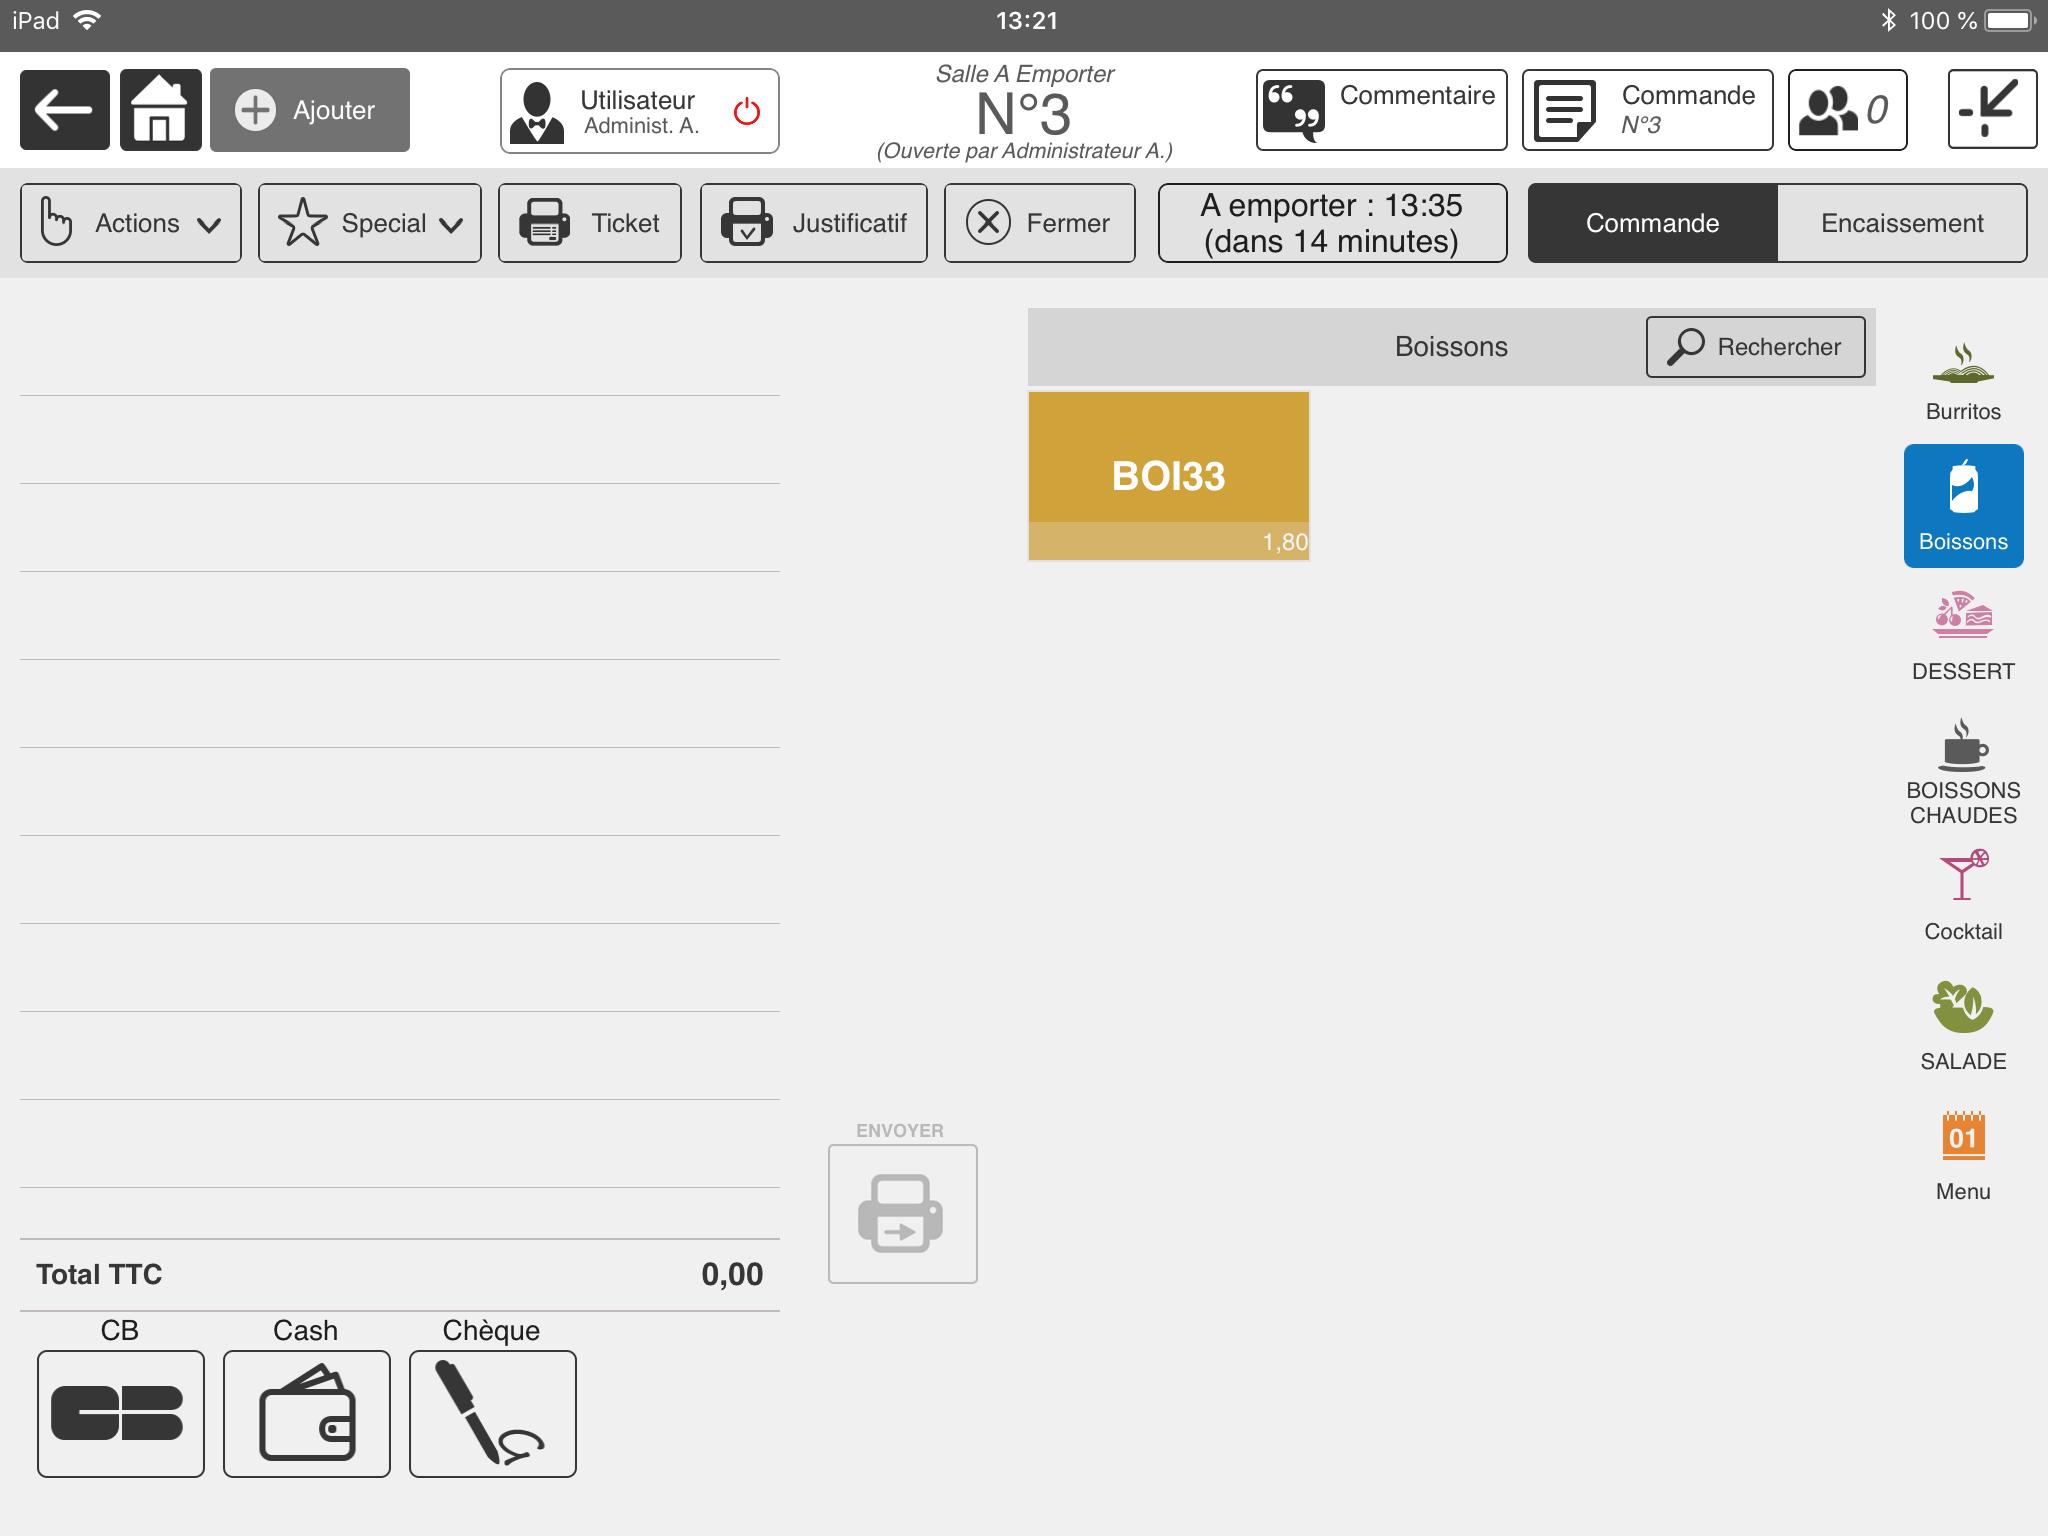 iPad
13:21
100 %
Ajouter
Utilisateur
Administ. A.
Salle A Emporter
N°3
(Ouverte par Administrateur A.)
Commentaire
Commande
N°3
0
Actions
Special
Ticket
Justificatif
Fermer
A emporter : 13:35
(dans 14 minutes)
Commande
Encaissement
Boissons
Rechercher
BOI33
1,80
Burritos
Boissons
DESSERT
BOISSONS
CHAUDES
Cocktail
SALADE
01
Menu
ENVOYER
Total TTC
0,00
CB
Cash
Chèque